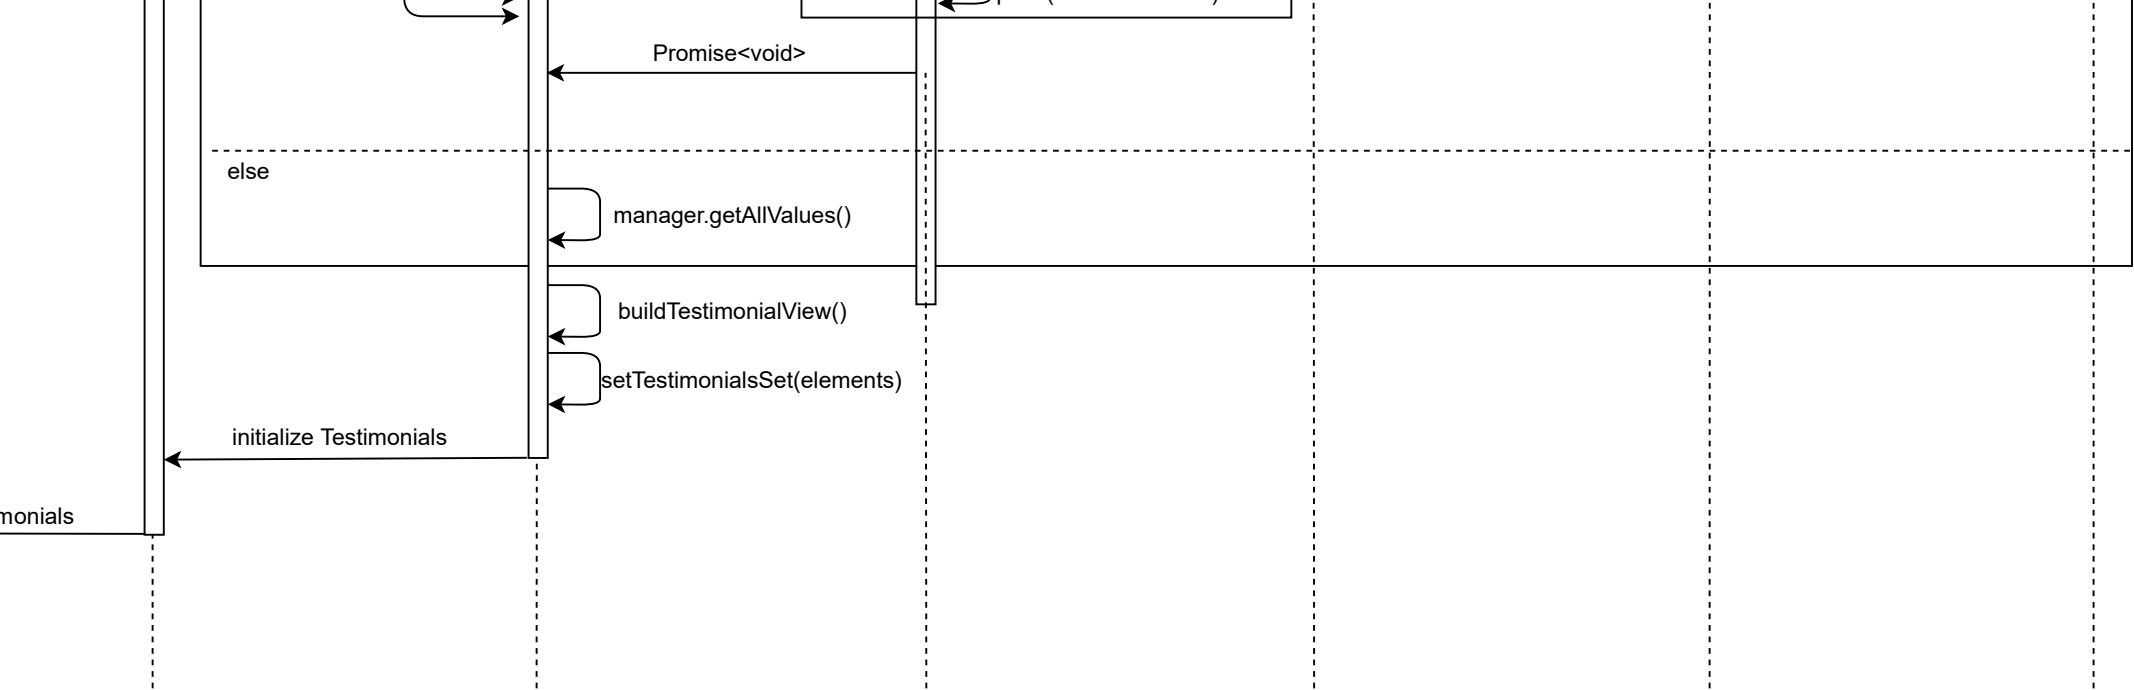 Promise<void>
else
manager.getAllValues()
buildTestimonialView()
setTestimonialsSet(elements)
initialize Testimonials
monials